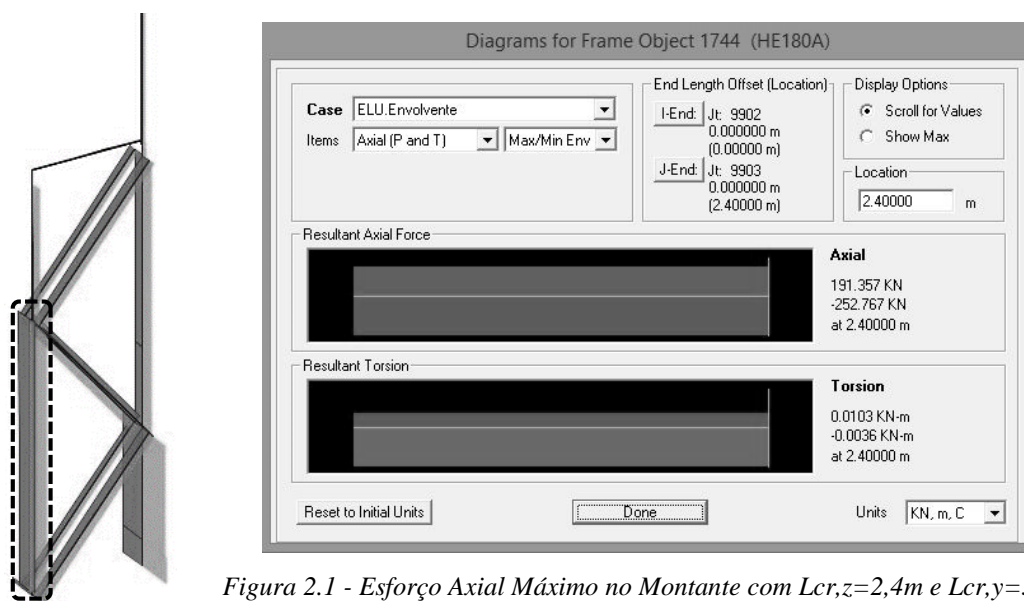 Diagrams for Frame Object 1744 (HE180A)
Case ELU.Envolvente
Items Axial (P and T) Max/Min Env
End Length Offset (Location)
I-End: Jt: 9902
0.000000 m
(0.00000 m)
J-End: Jt: 9903
0.000000 m
(2.40000 m)
Display Options
Scroll for Values
Show Max
Location
2.40000 m
Resultant Axial Force
Axial
191.357 KN
-252.767 KN
at 2.40000 m
Resultant Torsion
Torsion
0.0103 KN-m
-0.0036 KN-m
at 2.40000 m
Reset to Initial Units
Done
Units KN, m, C
Figura 2.1 - Esforço Axial Máximo no Montante com Lcr,z=2,4m e Lcr,y=